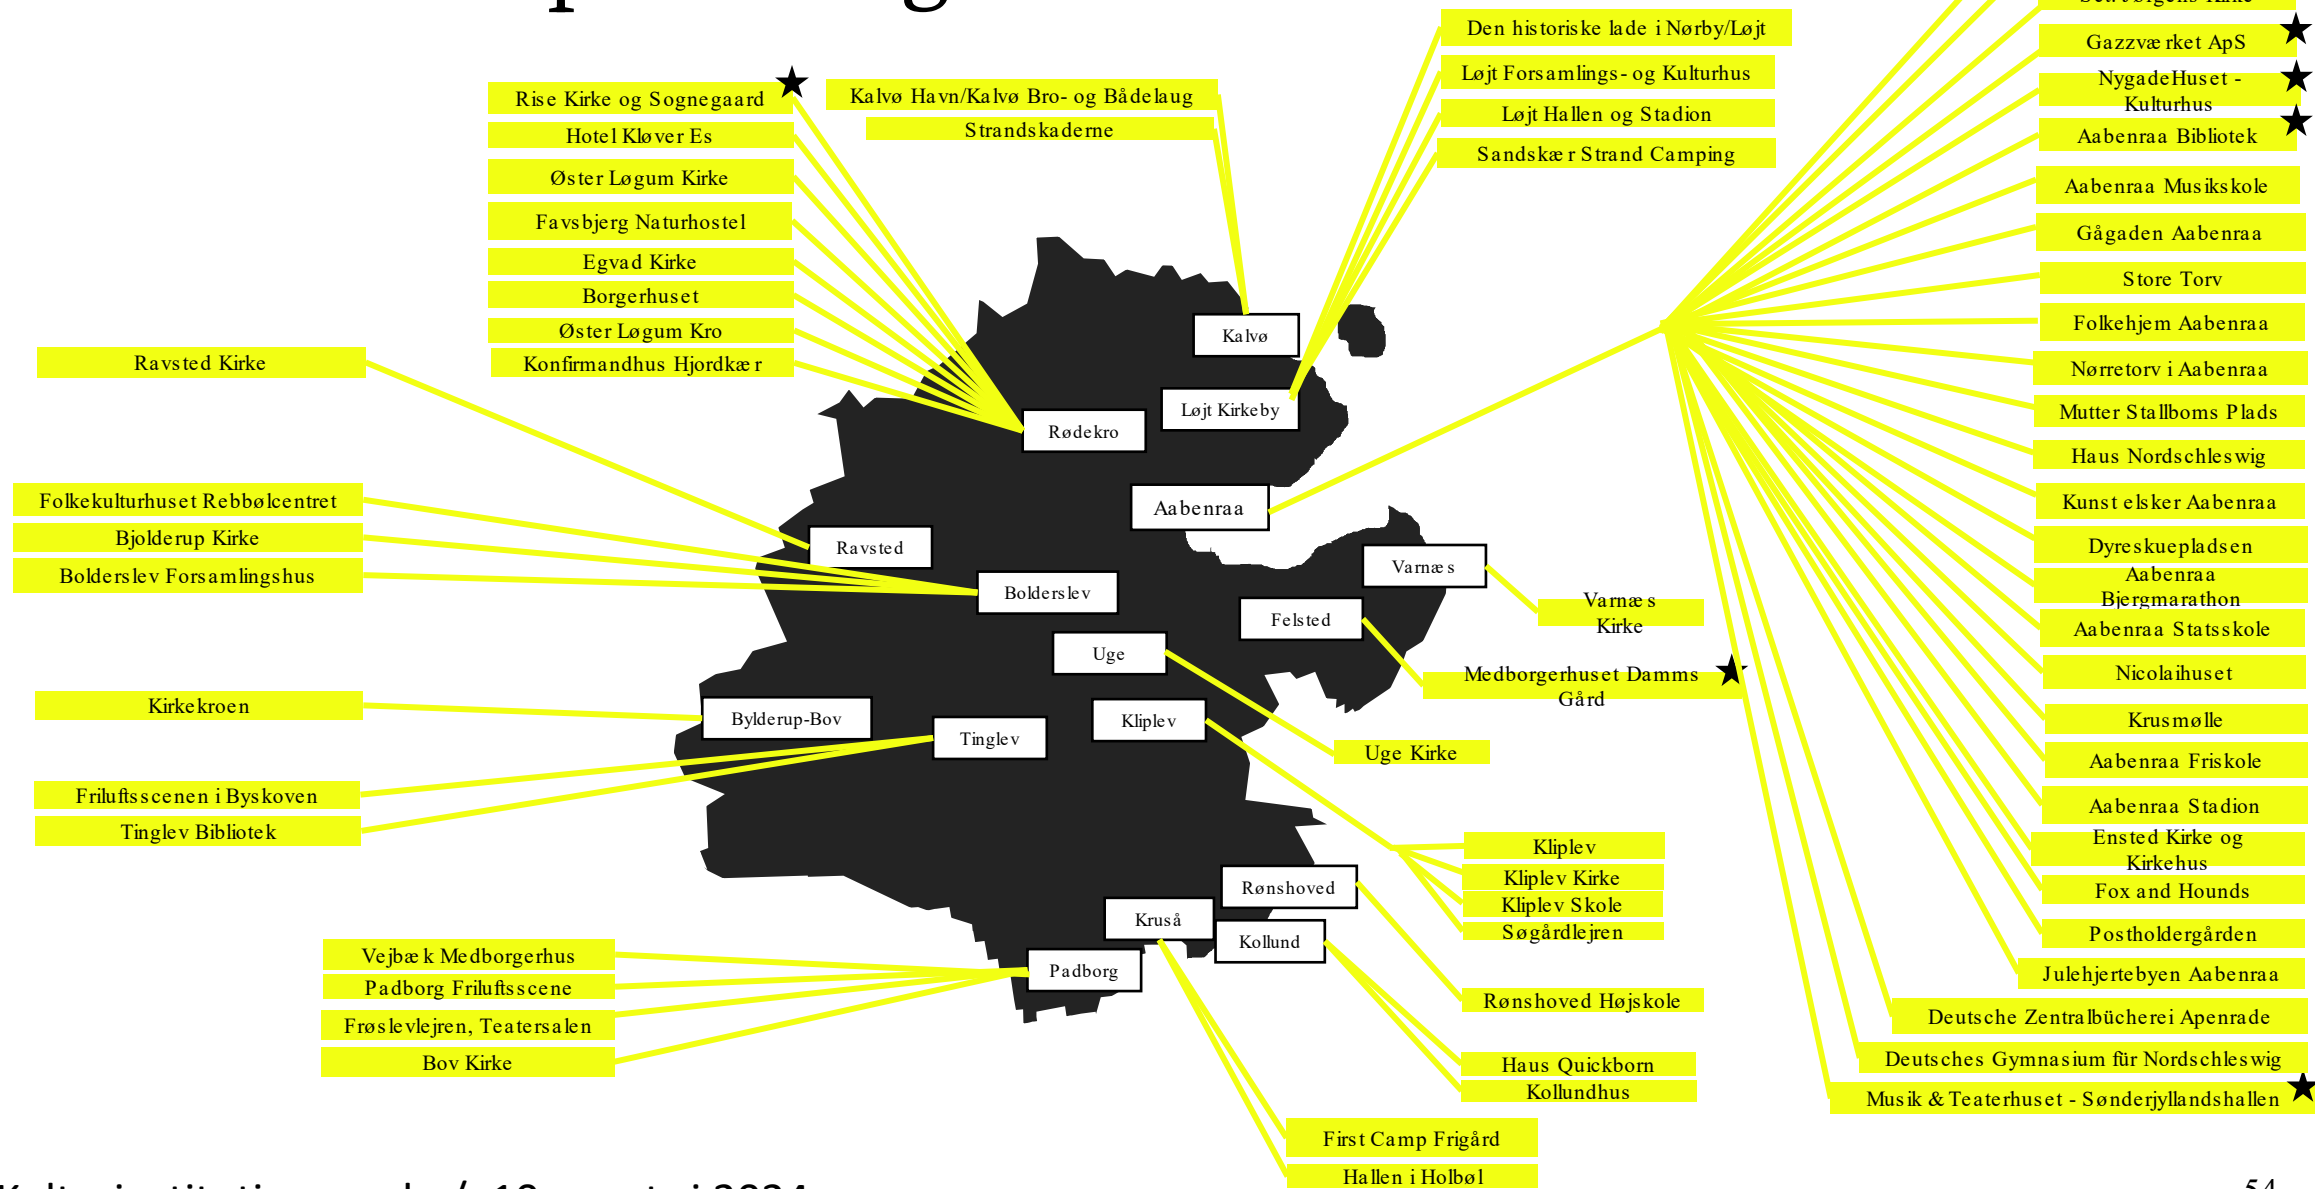 Den historiske lade i Nørby/Løjt
Løjt Forsamlings- og Kulturhus
Løjt Hallen og Stadion
Sandskær Strand Camping
Kalvø Havn/Kalvø Bro- og Bådelaug
Strandskaderne
Rise Kirke og Sognegaard
Hotel Kløver Es
Øster Løgum Kirke
Favsbjerg Naturhostel
Egvad Kirke
Borgerhuset
Øster Løgum Kro
Konfirmandhus Hjordkær
Ravsted Kirke
Folkekulturhuset Rebbølcentret
Bjolderup Kirke
Bolderslev Forsamlingshus
Kirkekroen
Friluftsscenen i Byskoven
Tinglev Bibliotek
Vejbæk Medborgerhus
Padborg Friluftsscene
Frøslevlejren, Teatersalen
Bov Kirke
Kalvø
Løjt Kirkeby
Rødekro
Aabenraa
Ravsted
Varnæs
Bolderslev
Felsted
Uge
Bylderup-Bov
Kliplev
Tinglev
Rønshoved
Kruså
Kollund
Padborg
Varnæs
Kirke
Medborgerhuset Damms
Gård
Uge Kirke
Kliplev
Kliplev Kirke
Kliplev Skole
Søgårdlejren
Rønshoved Højskole
Haus Quickborn
Kollundhus
First Camp Frigård
Hallen i Holbøl
Gazzværket ApS
NygadeHuset -
Kulturhus
Aabenraa Bibliotek
Aabenraa Musikskole
Gågaden Aabenraa
Store Torv
Folkehjem Aabenraa
Nørretorv i Aabenraa
Mutter Stallboms Plads
Haus Nordschleswig
Kunst elsker Aabenraa
Dyreskuepladsen
Aabenraa
Bjergmarathon
Aabenraa Statsskole
Nicolaihuset
Krusmølle
Aabenraa Friskole
Aabenraa Stadion
Ensted Kirke og
Kirkehus
Fox and Hounds
Postholdergården
Julehjertebyen Aabenraa
Deutsche Zentralbücherei Apenrade
Deutsches Gymnasium für Nordschleswig
Musik & Teaterhuset - Sønderjyllandshallen